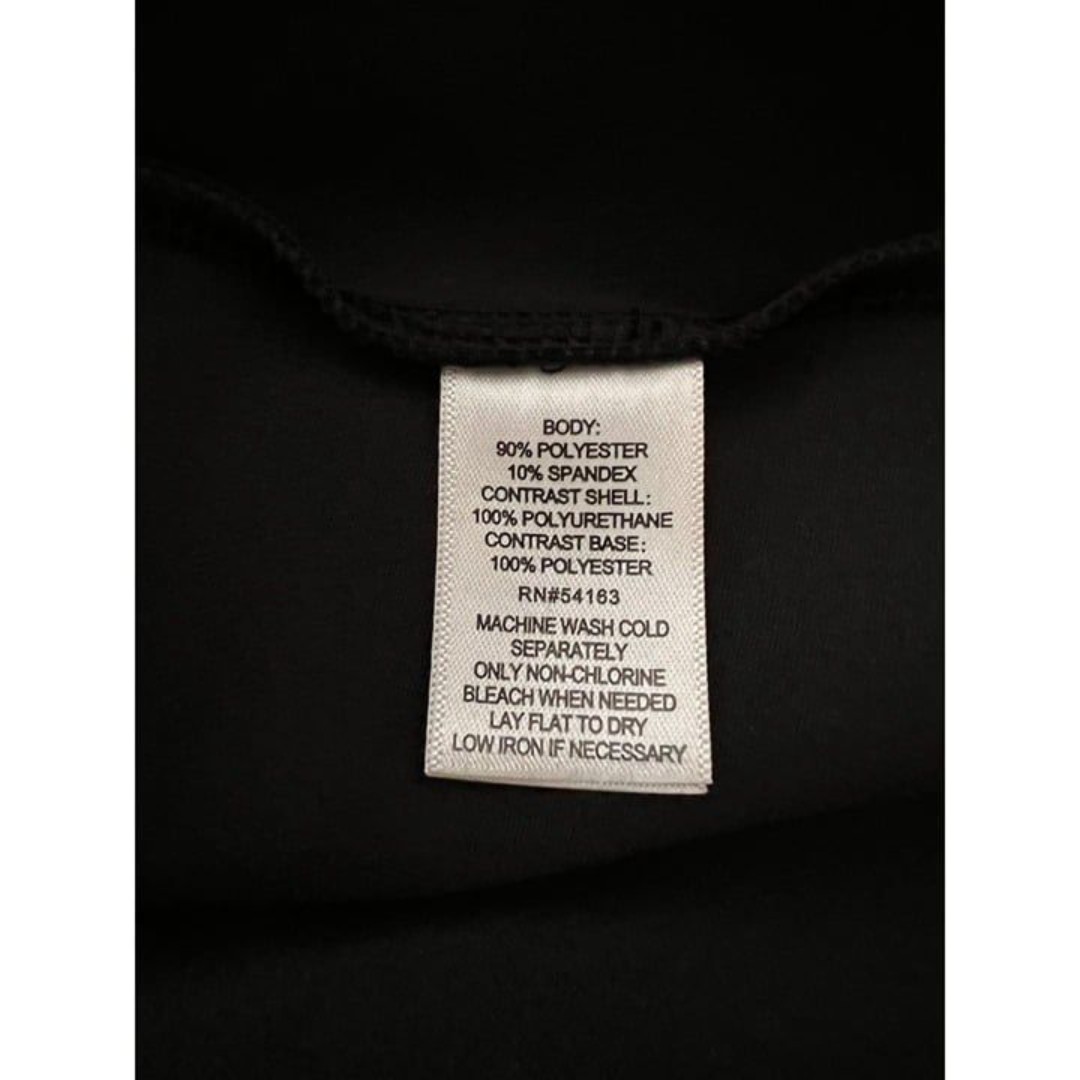 BODY:
90% POLYESTER
10% SPANDEX
CONTRAST SHELL:
100% POLYURETHANE
CONTRAST BASE:
100% POLYESTER
RN#54163
MACHINE WASH COLD
SEPARATELY
ONLY NON-CHLORINE
BLEACH WHEN NEEDED
LAY FLAT TO DRY
LOW IRON IF NECESSARY